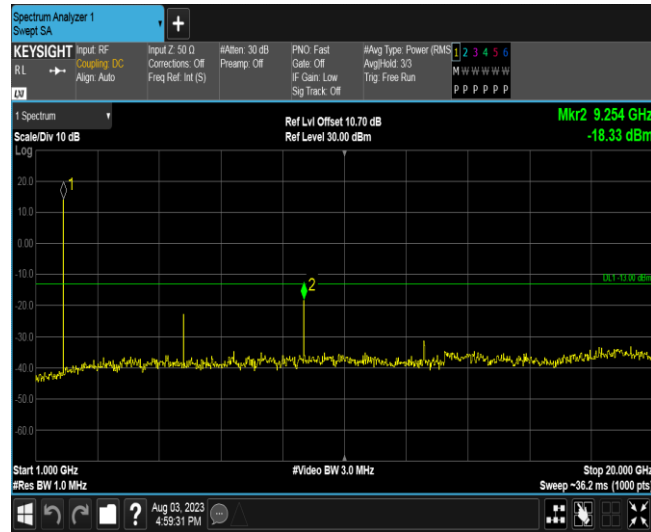 Spectrum Analyzer 1
Swept SA
KEYSIGHT Input: RF Input Z: 50 Ω #Atten: 30 dB PNO: Fast #Avg Type: Power (RMS 1 2 3 4 5 6
RL Coupling: DC Corrections: Off Preamp: Off Gate: Off Avg|Hold: 3/3 M W W W W W
Align: Auto Freq Ref: Int (S) IF Gain: Low Trig: Free Run
LXI Sig Track: Off P P P P P P
1 Spectrum Ref Lvl Offset 10.70 dB Mkr2 9.254 GHz
Scale/Div 10 dB Ref Level 30.00 dBm -18.33 dBm
Log
20.0
1
10.0
0.00
-10.0
DL1 -13.00 dBm
2
-20.0
-30.0
-40.0
-50.0
-60.0
Start 1.000 GHz #Video BW 3.0 MHz Stop 20.000 GHz
#Res BW 1.0 MHz Sweep ~36.2 ms (1000 pts)
? Aug 03, 2023
4:59:31 PM